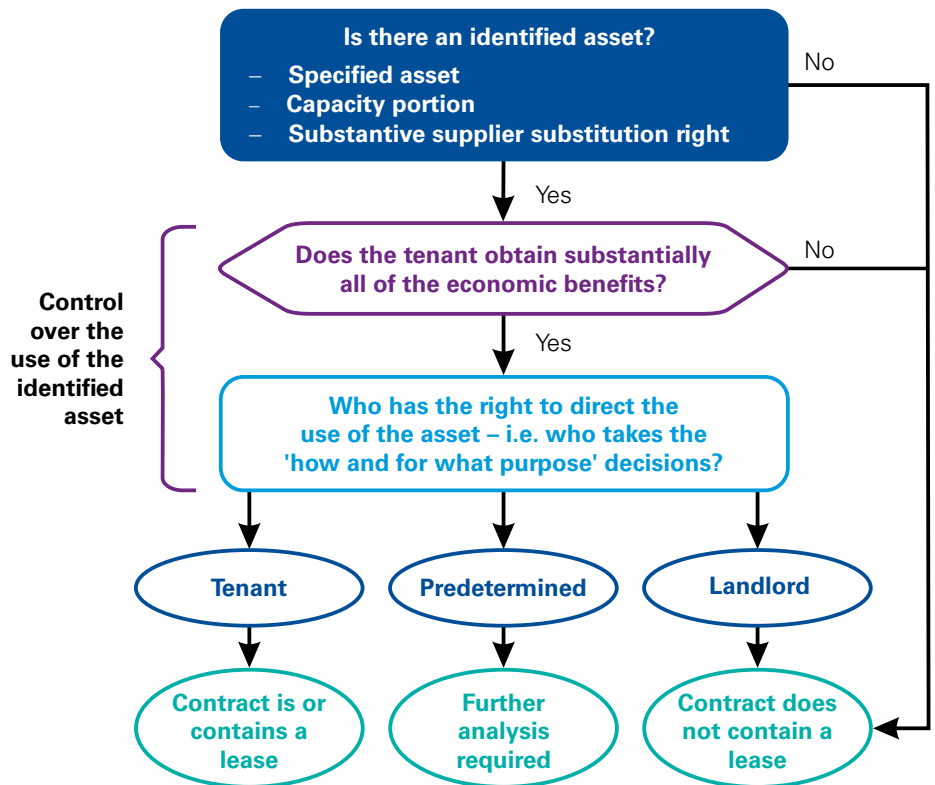 Is there an identified asset?
– Specified asset
– Capacity portion
– Substantive supplier substitution right
No
Yes
Does the tenant obtain substantially
all of the economic benefits?
No
Control
over the
use of the
identified
asset
Yes
Who has the right to direct the
use of the asset – i.e. who takes the
'how and for what purpose' decisions?
Tenant
Predetermined
Landlord
Contract is or
contains a
lease
Further
analysis
required
Contract does
not contain a
lease